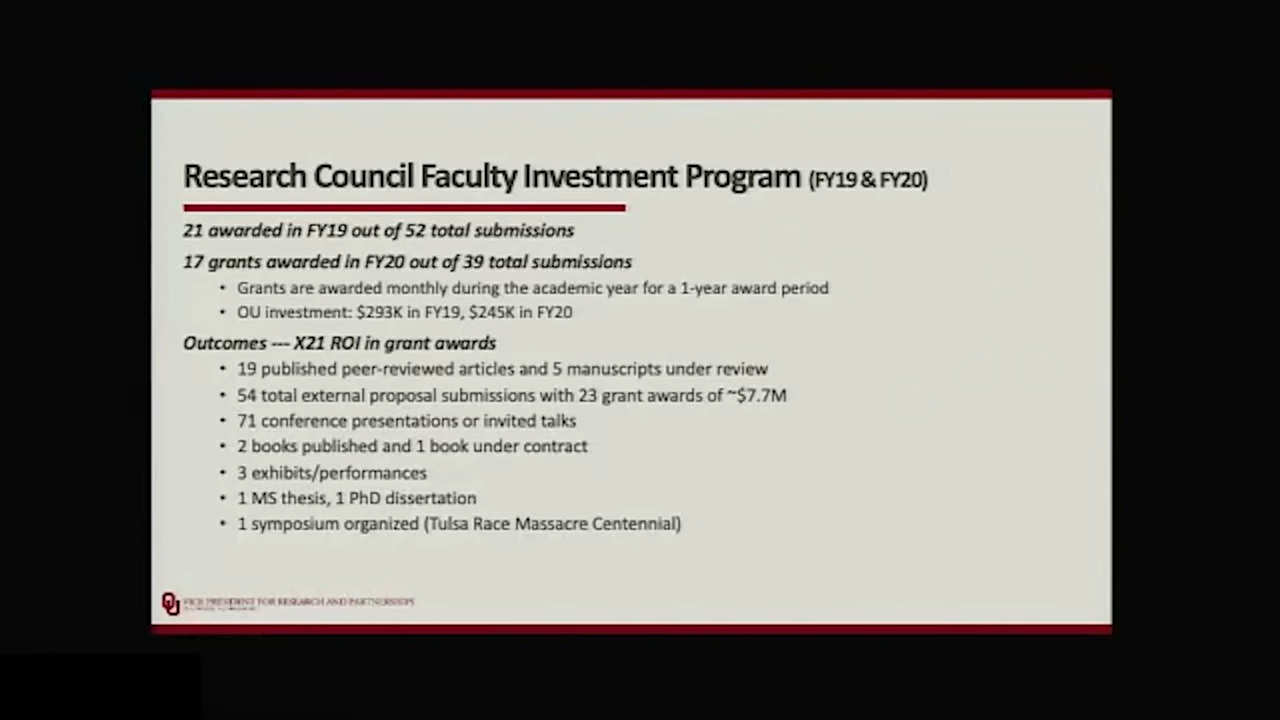 Research Council Faculty Investment Program (FY19 & FY20)
21 awarded in FY19 out of 52 total submissions
17 grants awarded in FY20 out of 39 total submissions
• Grants are awarded monthly during the academic year for a 1-year award period
• OU investment: $293K in FY19, $245K in FY20
Outcomes --- X21 ROI in grant awards
• 19 published peer-reviewed articles and 5 manuscripts under review
• 54 total external proposal submissions with 23 grant awards of ~$7.7M
• 71 conference presentations or invited talks
• 2 books published and 1 book under contract
• 3 exhibits/performances
• 1 MS thesis, 1 PhD dissertation
• 1 symposium organized (Tulsa Race Massacre Centennial)
OU VICE PRESIDENT FOR RESEARCH AND PARTNERSHIPS